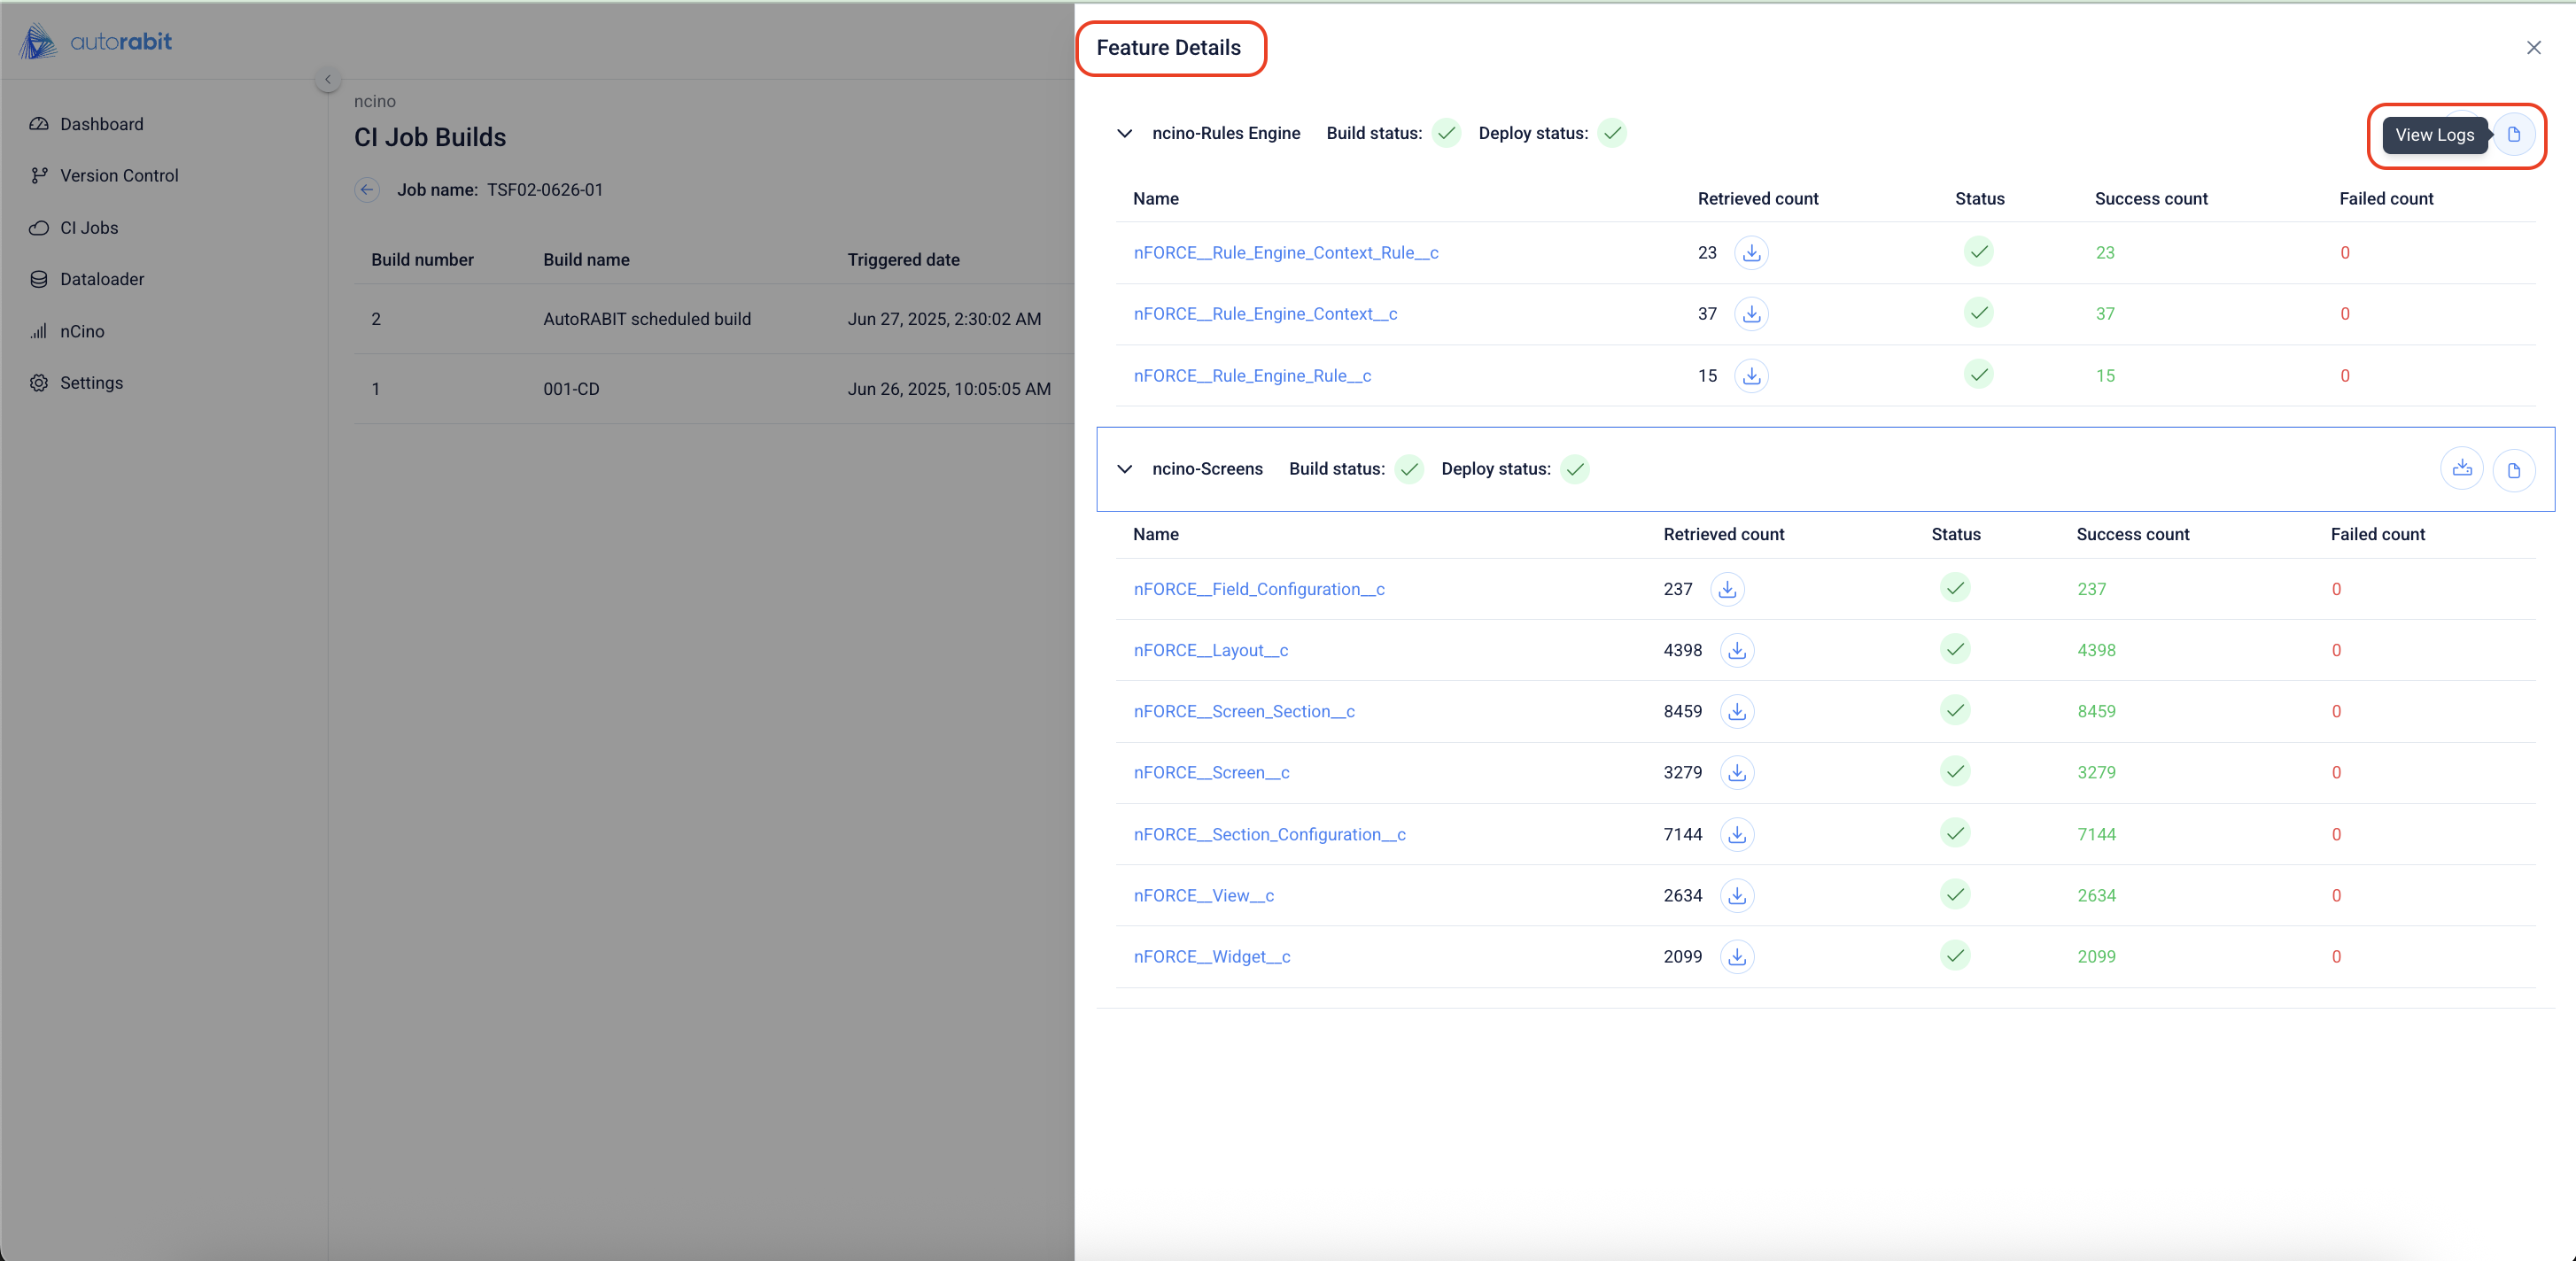 autorabit
Dashboard
Version Control
CI Jobs
Dataloader
nCino
Settings
ncino
CI Job Builds
Job name: TSF02-0626-01
Build number Build name Triggered date
2 AutoRABIT scheduled build Jun 27, 2025, 2:30:02 AM
1 001-CD Jun 26, 2025, 10:05:05 AM
Feature Details
ncino-Rules Engine Build status: Deploy status: View Logs
Name Retrieved count Status Success count Failed count
nFORCE__Rule_Engine_Context_Rule__c 23 23 0
nFORCE__Rule_Engine_Context__c 37 37 0
nFORCE__Rule_Engine_Rule__c 15 15 0
ncino-Screens Build status: Deploy status:
Name Retrieved count Status Success count Failed count
nFORCE__Field_Configuration__c 237 237 0
nFORCE__Layout__c 4398 4398 0
nFORCE__Screen_Section__c 8459 8459 0
nFORCE__Screen__c 3279 3279 0
nFORCE__Section_Configuration__c 7144 7144 0
nFORCE__View__c 2634 2634 0
nFORCE__Widget__c 2099 2099 0